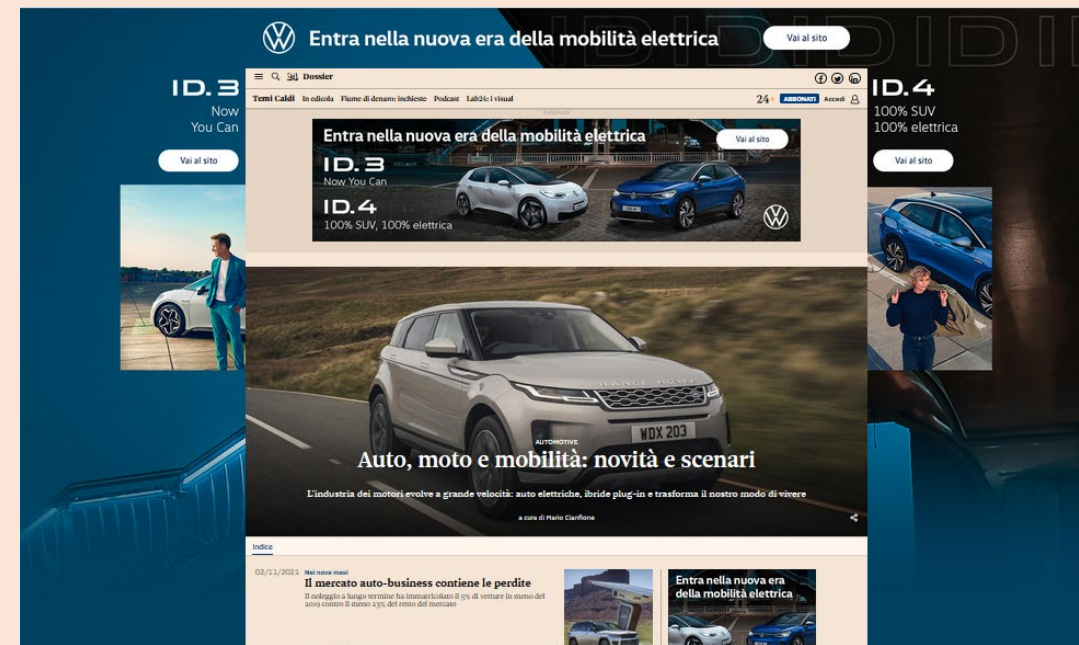 Entra nella nuova era della mobilità elettrica
Vai al sito
ID.3
Now
You Can
Vai al sito
Dossier
Temi Caldi In edicola Fiume di denaro: inchieste Podcast Lab24: i visual
24+ ABBONATI Accedi
Entra nella nuova era della mobilità elettrica
Vai al sito
ID.3
Now You Can
ID.4
100% SUV, 100% elettrica
ID.4
100% SUV
100% elettrica
Vai al sito
RANGE ROVER
WDX 203
AUTOMOTIVE
Auto, moto e mobilità: novità e scenari
L'industria dei motori evolve a grande velocità: auto elettriche, ibride plug-in e trasforma il nostro modo di vivere
a cura di Mario Cianflone
Indice
02/11/2021 Nei nove mesi
Il mercato auto-business contiene le perdite
Il noleggio a lungo termine ha immatricolato il 5% di vetture in meno del
2019 contro il meno 23% del resto del mercato
Entra nella nuova era
della mobilità elettrica